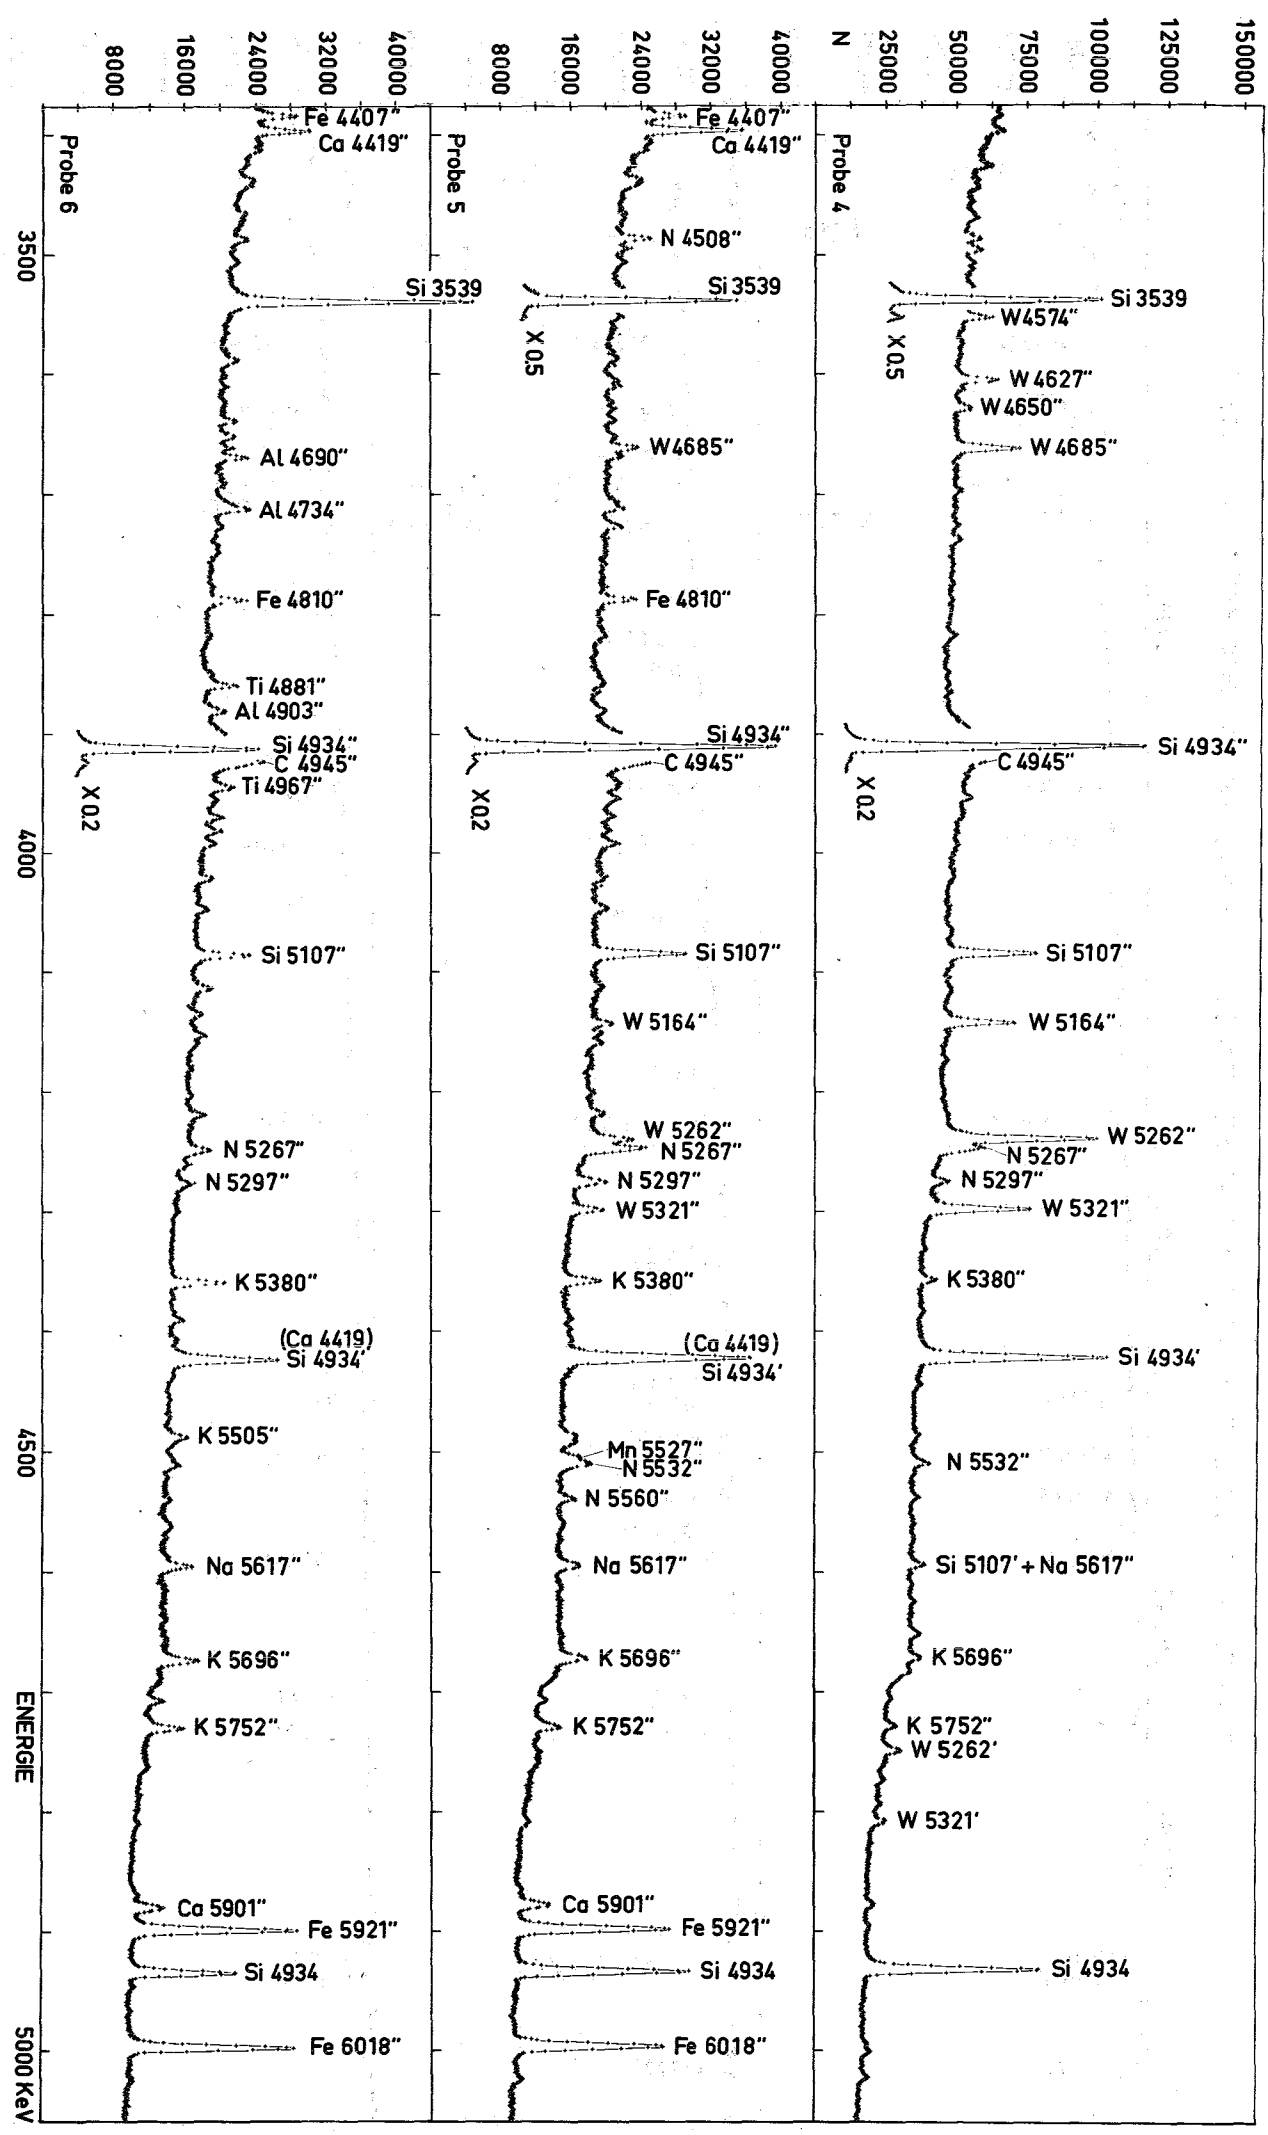 150000
125000
100000
75000
50000
25000
N
Probe 4
Si 3539
X 0.5
W4574"
W 4627"
W 4650"
W 4685"
Si 4934"
C 4945"
X 0.2
Si 5107"
W 5164"
W 5262"
N 5267"
N 5297"
W 5321"
K 5380"
Si 4934'
N 5532"
Si 5107' + Na 5617"
K 5696"
K 5752"
W 5262'
W 5321'
Si 4934
40000
32000
24000
16000
8000
Probe 5
Fe 4407"
Ca 4419"
N 4508"
Si 3539
X 0.5
W4685"
Fe 4810"
Si 4934"
C 4945"
X 0.2
Si 5107"
W 5164"
W 5262"
N 5267"
N 5297"
W 5321"
K 5380"
(Ca 4419)
Si 4934'
Mn 5527"
N 5532"
N 5560"
Na 5617"
K 5696"
K 5752"
Ca 5901"
Fe 5921"
Si 4934
Fe 6018"
40000
32000
24000
16000
8000
Probe 6
Fe 4407"
Ca 4419"
Si 3539
Al 4690"
Al 4734"
Fe 4810"
Ti 4881"
Al 4903"
Si 4934"
C 4945"
Ti 4967"
X 0.2
Si 5107"
N 5267"
N 5297"
K 5380"
(Ca 4419)
Si 4934'
K 5505"
Na 5617"
K 5696"
K 5752"
Ca 5901"
Fe 5921"
Si 4934
Fe 6018"
3500
4000
4500
ENERGIE
5000 KeV